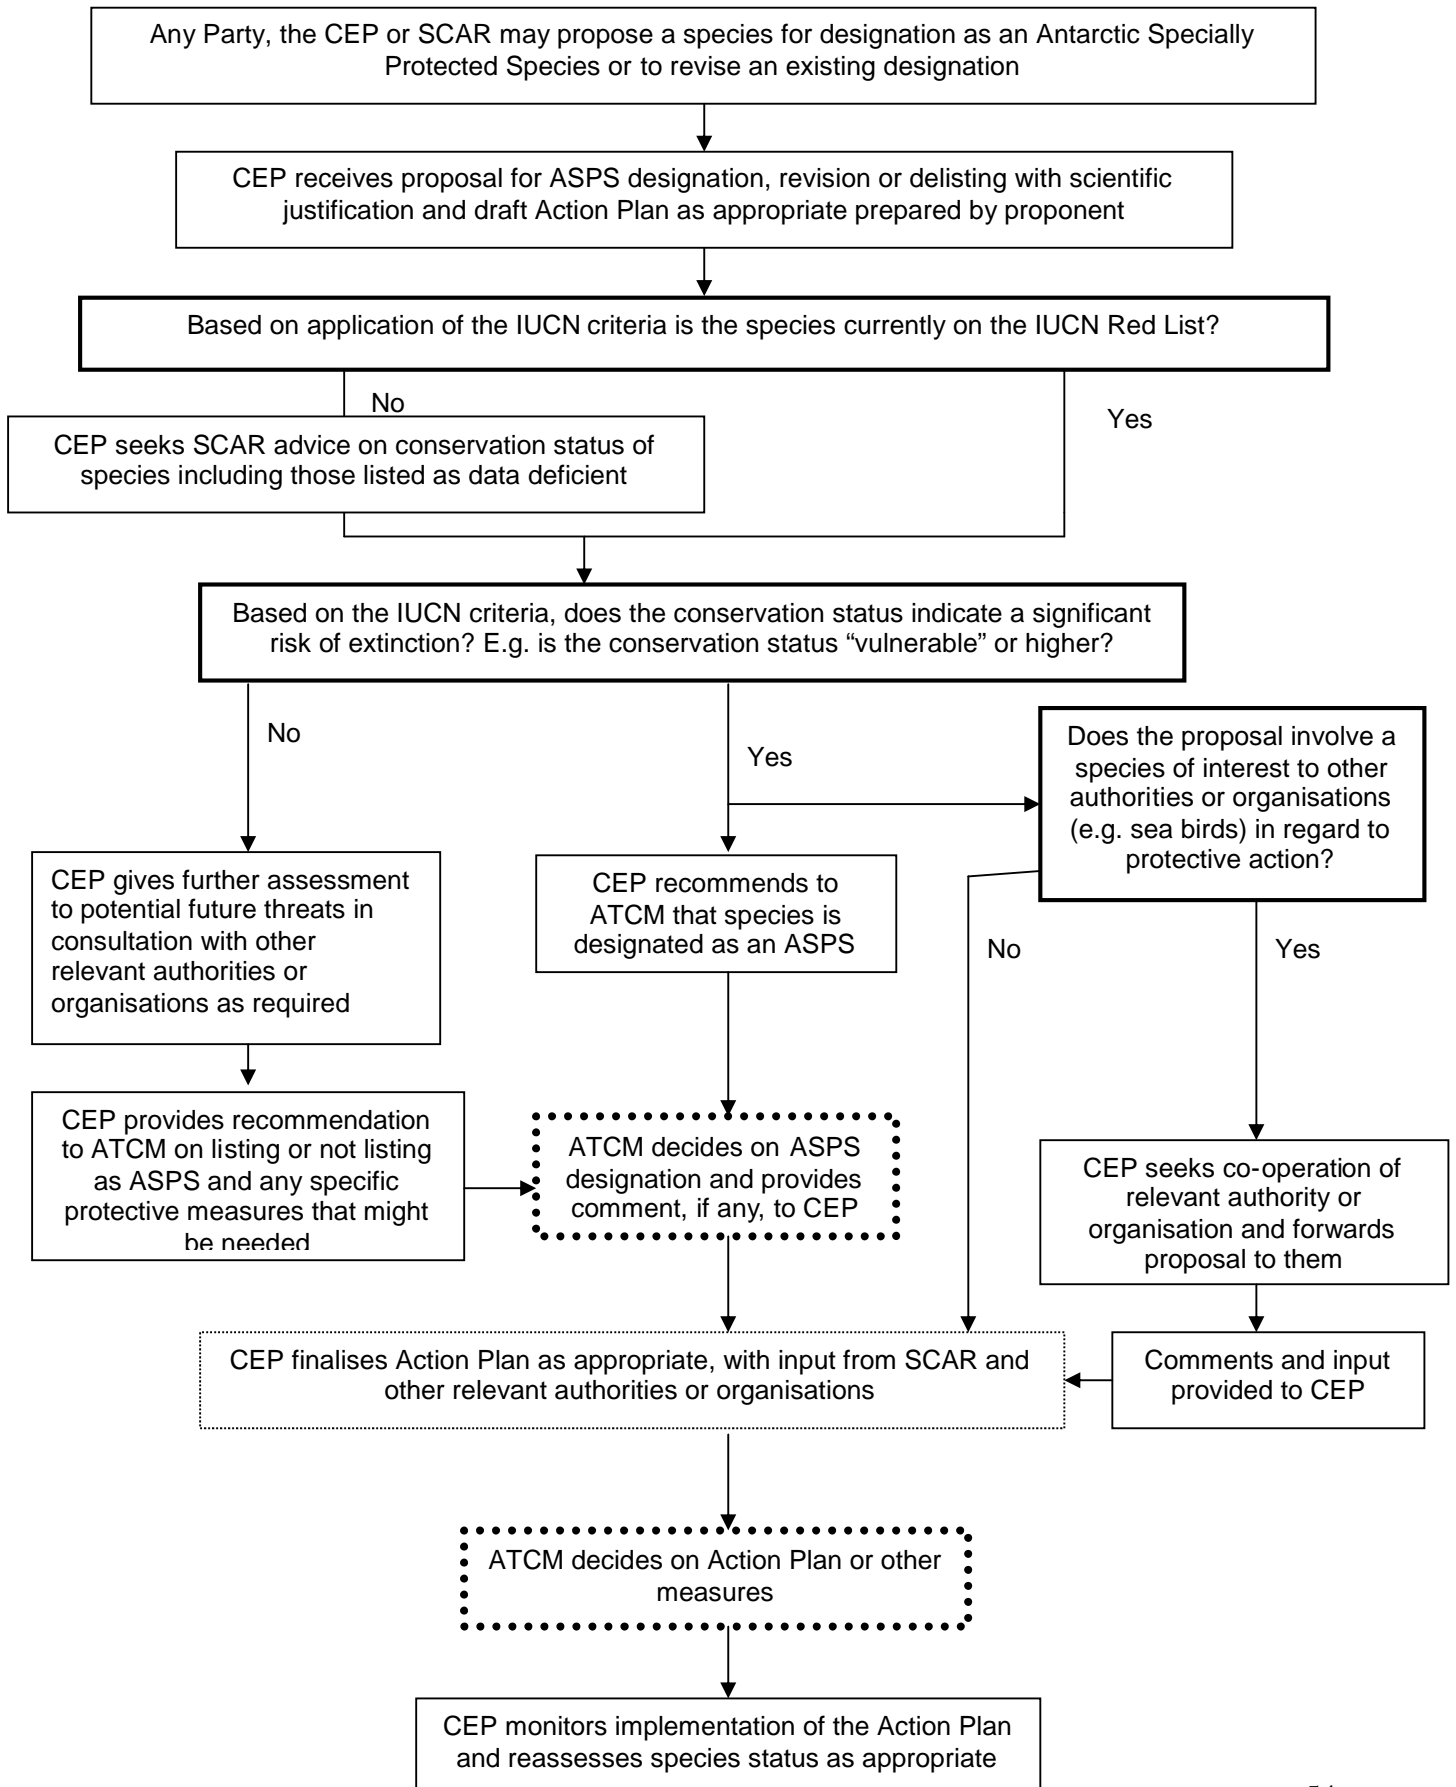 Any Party, the CEP or SCAR may propose a species for designation as an Antarctic Specially
Protected Species or to revise an existing designation
CEP receives proposal for ASPS designation, revision or delisting with scientific
justification and draft Action Plan as appropriate prepared by proponent
Based on application of the IUCN criteria is the species currently on the IUCN Red List?
No
Yes
CEP seeks SCAR advice on conservation status of
species including those listed as data deficient
Based on the IUCN criteria, does the conservation status indicate a significant
risk of extinction? E.g. is the conservation status “vulnerable” or higher?
No
Yes
Does the proposal involve a
species of interest to other
authorities or organisations
(e.g. sea birds) in regard to
protective action?
CEP gives further assessment
to potential future threats in
consultation with other
relevant authorities or
organisations as required
CEP recommends to
ATCM that species is
designated as an ASPS
No
Yes
CEP provides recommendation
to ATCM on listing or not listing
as ASPS and any specific
protective measures that might
be needed
ATCM decides on ASPS
designation and provides
comment, if any, to CEP
CEP seeks co-operation of
relevant authority or
organisation and forwards
proposal to them
CEP finalises Action Plan as appropriate, with input from SCAR and
other relevant authorities or organisations
Comments and input
provided to CEP
ATCM decides on Action Plan or other
measures
CEP monitors implementation of the Action Plan
and reassesses species status as appropriate